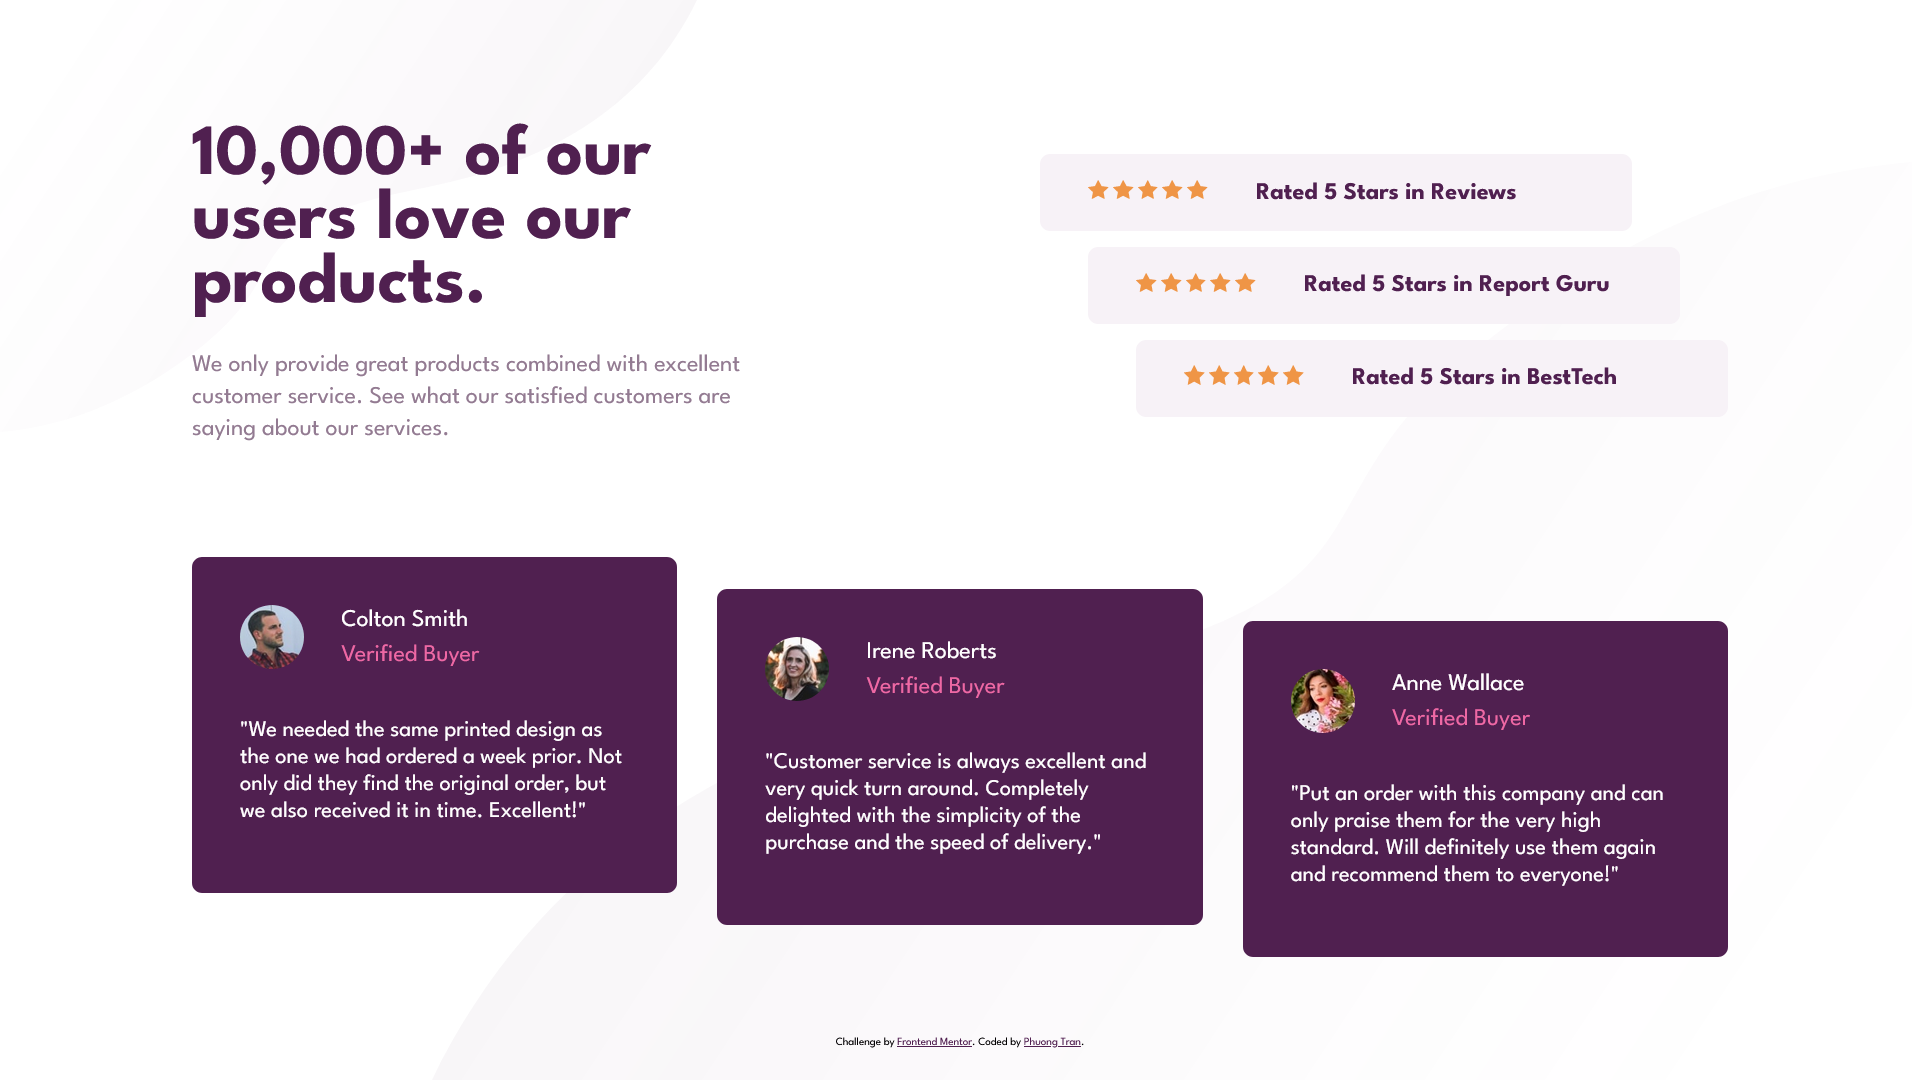 10,000+ of our
users love our
products.
We only provide great products combined with excellent
customer service. See what our satisfied customers are
saying about our services.
Rated 5 Stars in Reviews
Rated 5 Stars in Report Guru
Rated 5 Stars in BestTech
Colton Smith
Verified Buyer
"We needed the same printed design as
the one we had ordered a week prior. Not
only did they find the original order, but
we also received it in time. Excellent!"
Irene Roberts
Verified Buyer
"Customer service is always excellent and
very quick turn around. Completely
delighted with the simplicity of the
purchase and the speed of delivery."
Anne Wallace
Verified Buyer
"Put an order with this company and can
only praise them for the very high
standard. Will definitely use them again
and recommend them to everyone!"
Challenge by Frontend Mentor. Coded by Phuong Tran.